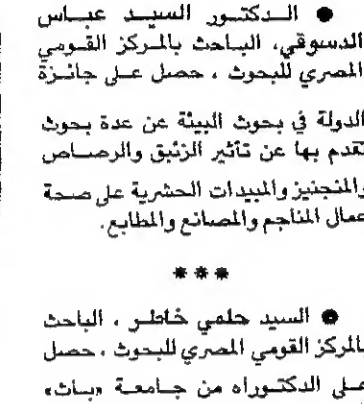 ● الدكتور السيد عباس
الدسوقي، الباحث بالمركز القومي
المصري للبحوث ، حصل على جائزة
الدولة في بحوث البيئة عن عدة بحوث
تقدم بها عن تأثير الزئبق والرصاص
والمنجنيز والمبيدات الحشرية على صحة
عمال المناجم والمصانع والمطابع.
***
● السيد حلمي خاطر ، الباحث
بالمركز القومي المصري للبحوث ، حصل
على الدكتوراه من جامعة «باث»